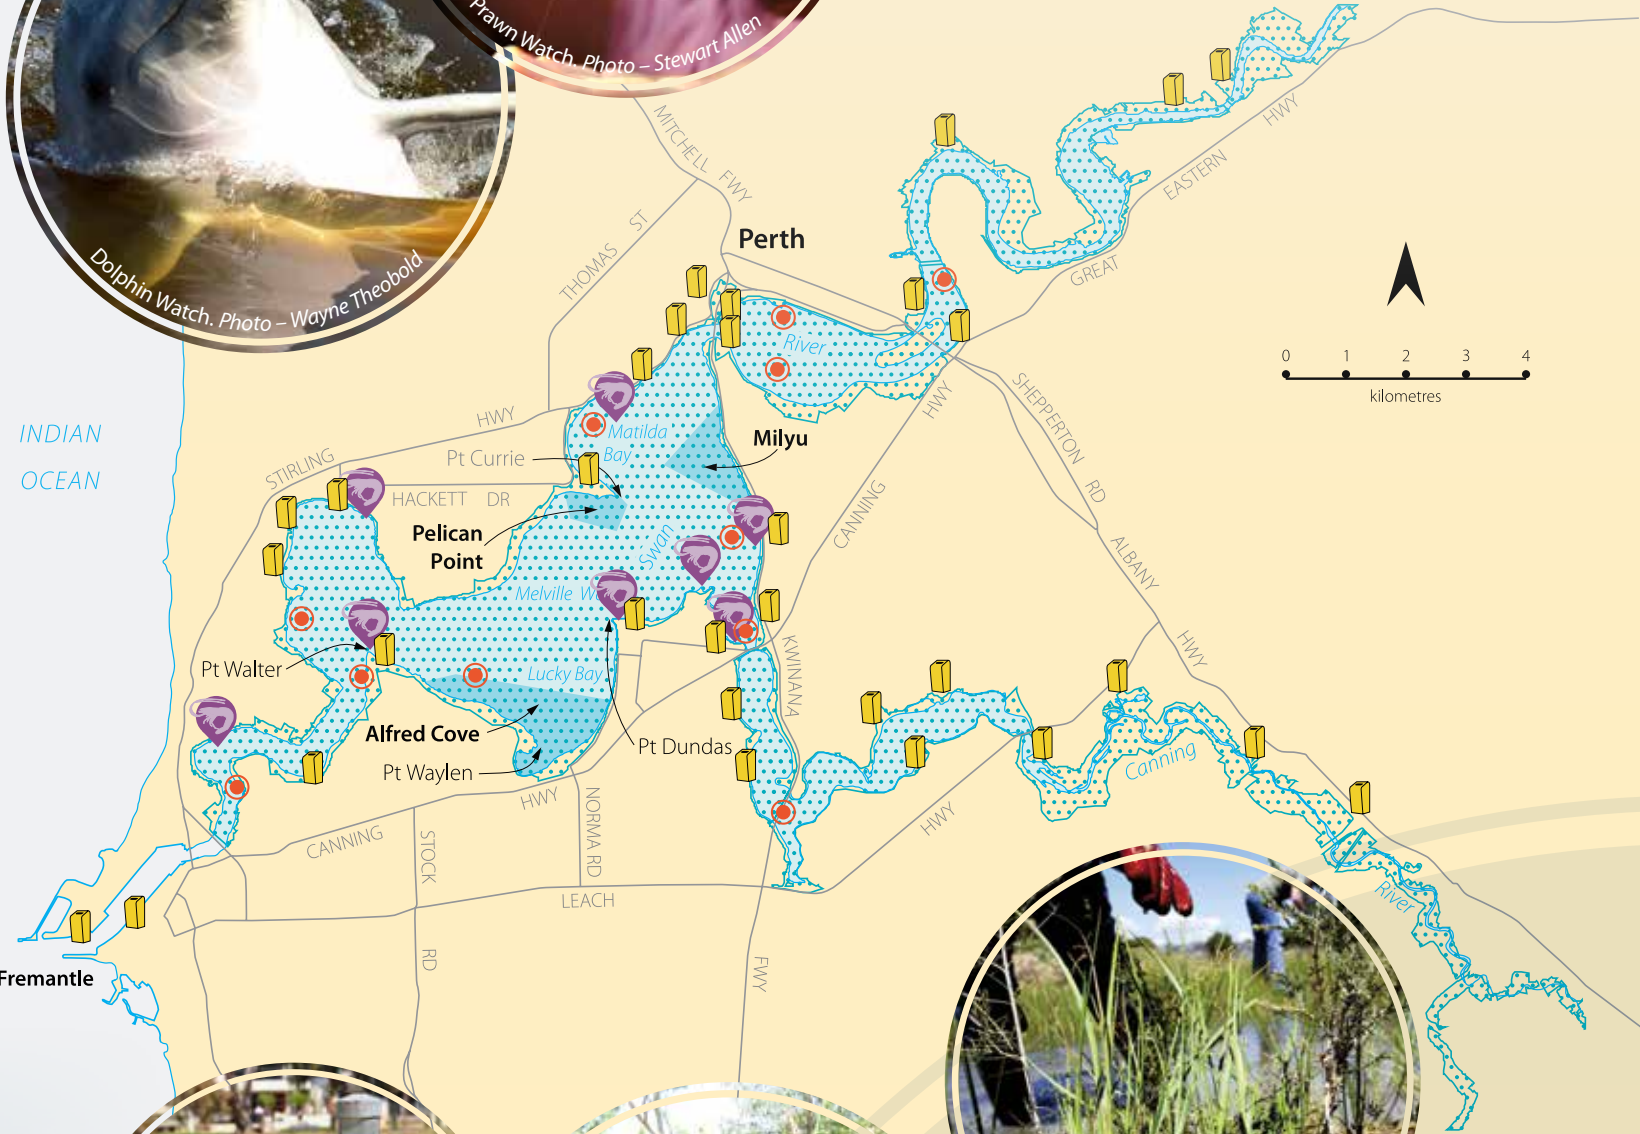 Prawn Watch. Photo – Stewart Allen
Dolphin Watch. Photo – Wayne Theobold
MITCHELL FWY
THOMAS ST
Perth
HWY
EASTERN
GREAT
River
0 1 2 3 4
kilometres
INDIAN
OCEAN
STIRLING
HWY
HACKETT DR
Pt Currie
Matilda
Bay
Milyu
HWY
CANNING
SHEPPERTON
RD
ALBANY
HWY
Pelican
Point
Swan
Melville W
Pt Walter
Lucky Bay
KWINANA
Alfred Cove
Pt Dundas
Pt Waylen
Canning
HWY
HWY
CANNING
STOCK
NORMA RD
LEACH
RD
FWY
River
Fremantle